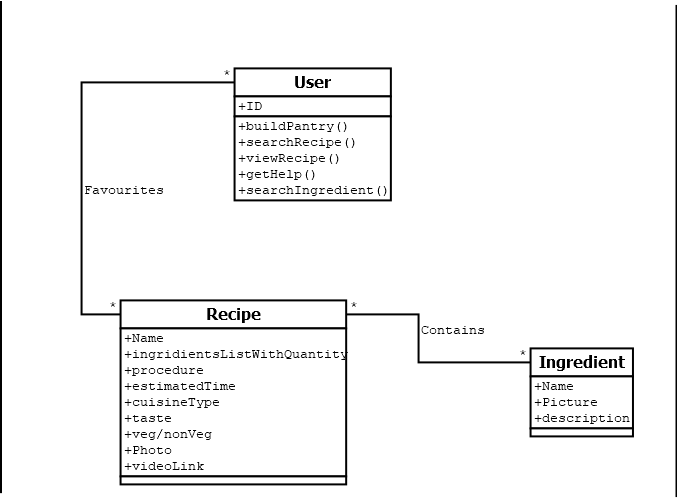 *
User
+ID
+buildPantry()
+searchRecipe()
+viewRecipe()
+getHelp()
+searchIngredient()
Favourites
*
Recipe
*
+Name
+ingridientsListWithQuantity
+procedure
+estimatedTime
+cuisineType
+taste
+veg/nonVeg
+Photo
+videoLink
Contains
*
Ingredient
+Name
+Picture
+description